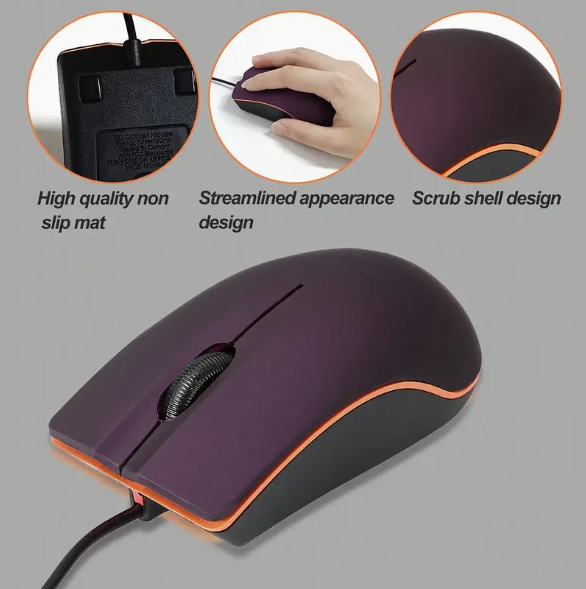 High quality non
slip mat
Streamlined appearance
design
Scrub shell design